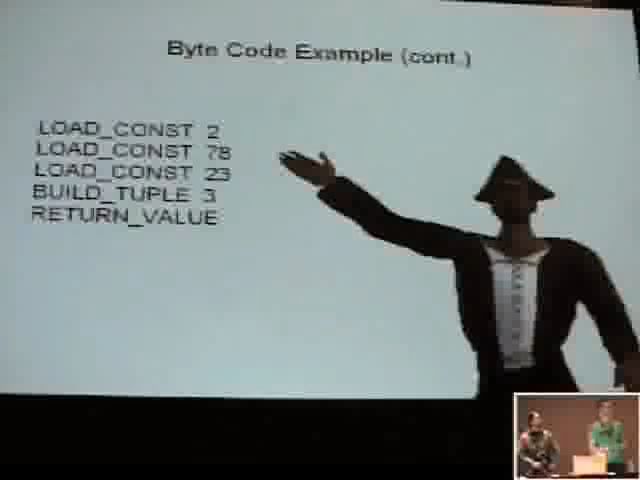 Byte Code Example (cont.)
LOAD_CONST 2
LOAD_CONST 78
LOAD_CONST 23
BUILD_TUPLE 3
RETURN_VALUE